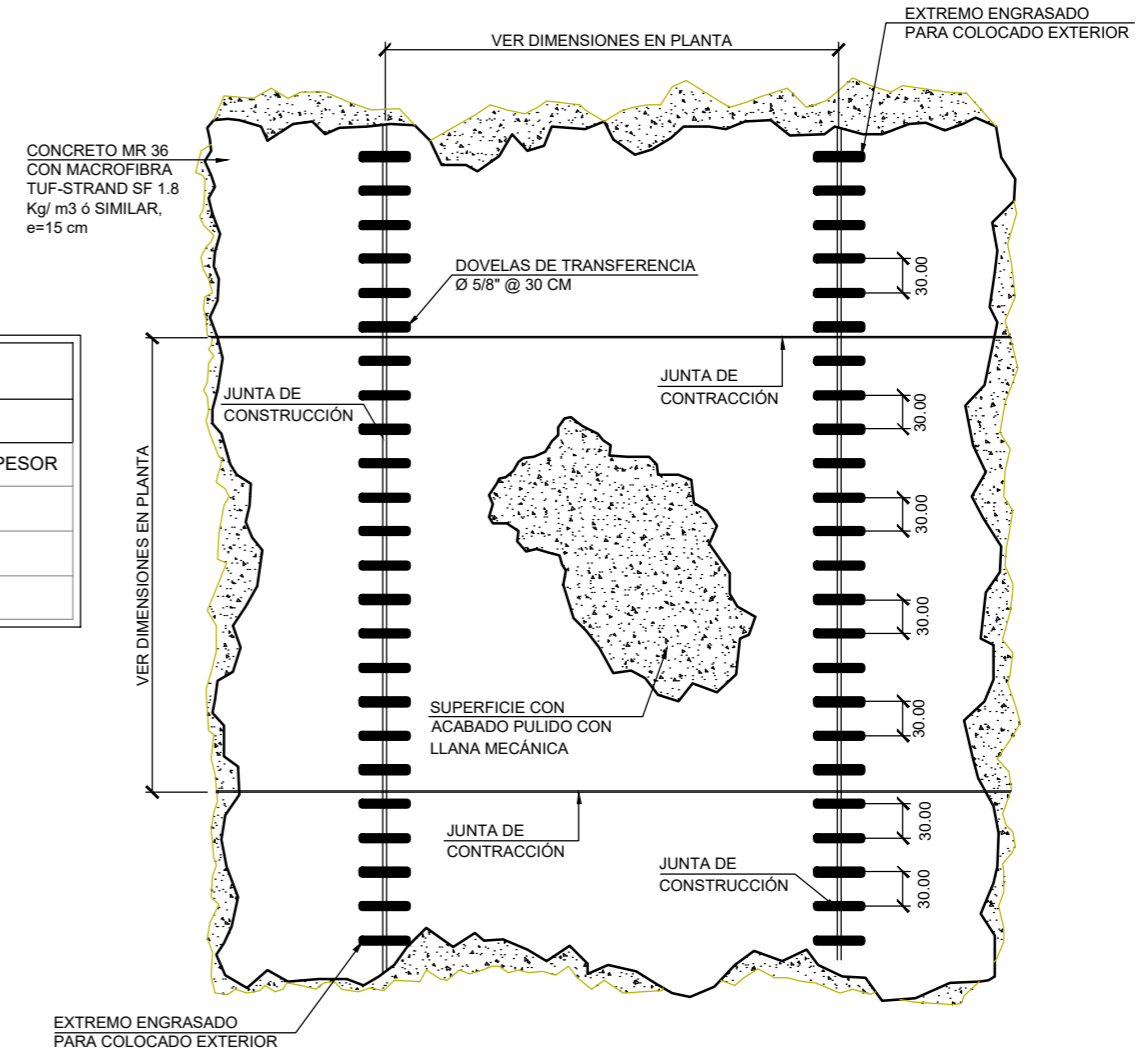 EXTREMO ENGRASADO
PARA COLOCADO EXTERIOR
VER DIMENSIONES EN PLANTA
CONCRETO MR 36
CON MACROFIBRA
TUF-STRAND SF 1.8
Kg/ m3 ó SIMILAR,
e=15 cm
DOVELAS DE TRANSFERENCIA
Ø 5/8" @ 30 CM
30.00
JUNTA DE
CONTRACCIÓN
JUNTA DE
CONSTRUCCIÓN
30.00
PESOR
VER DIMENSIONES EN PLANTA
30.00
30.00
SUPERFICIE CON
ACABADO PULIDO CON
LLANA MECÁNICA
30.00
30.00
JUNTA DE
CONTRACCIÓN
JUNTA DE
CONSTRUCCIÓN
30.00
EXTREMO ENGRASADO
PARA COLOCADO EXTERIOR